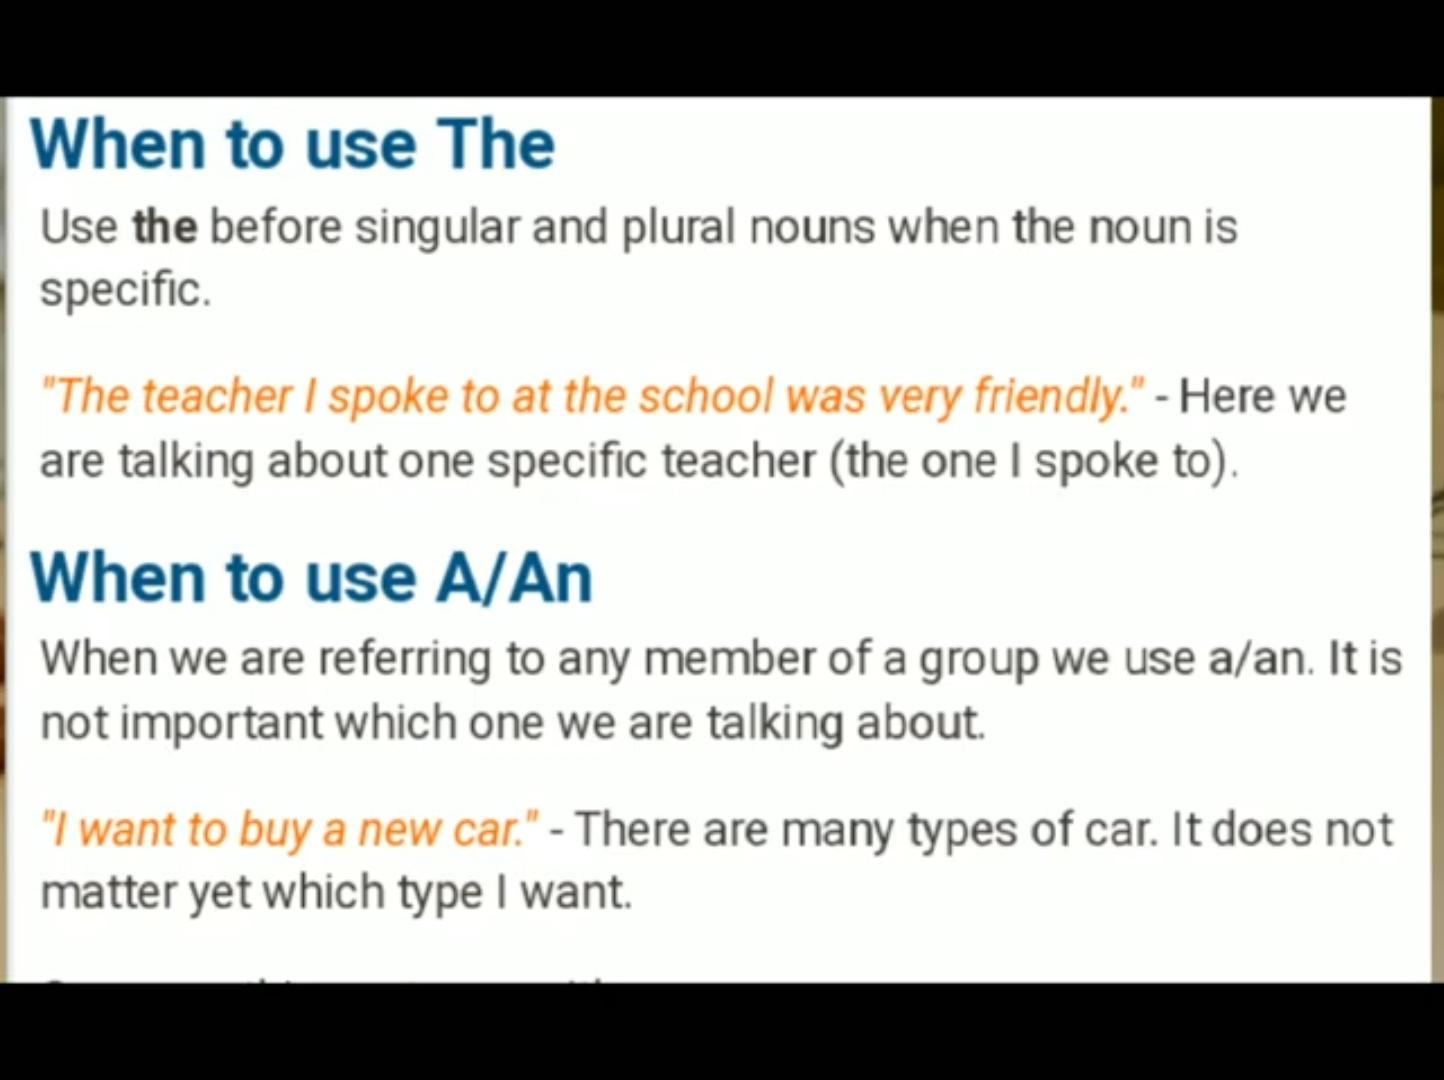 When to use The
Use the before singular and plural nouns when the noun is
specific.
"The teacher I spoke to at the school was very friendly." - Here we
are talking about one specific teacher (the one I spoke to).
When to use A/An
When we are referring to any member of a group we use a/an. It is
not important which one we are talking about.
"I want to buy a new car." - There are many types of car. It does not
matter yet which type I want.